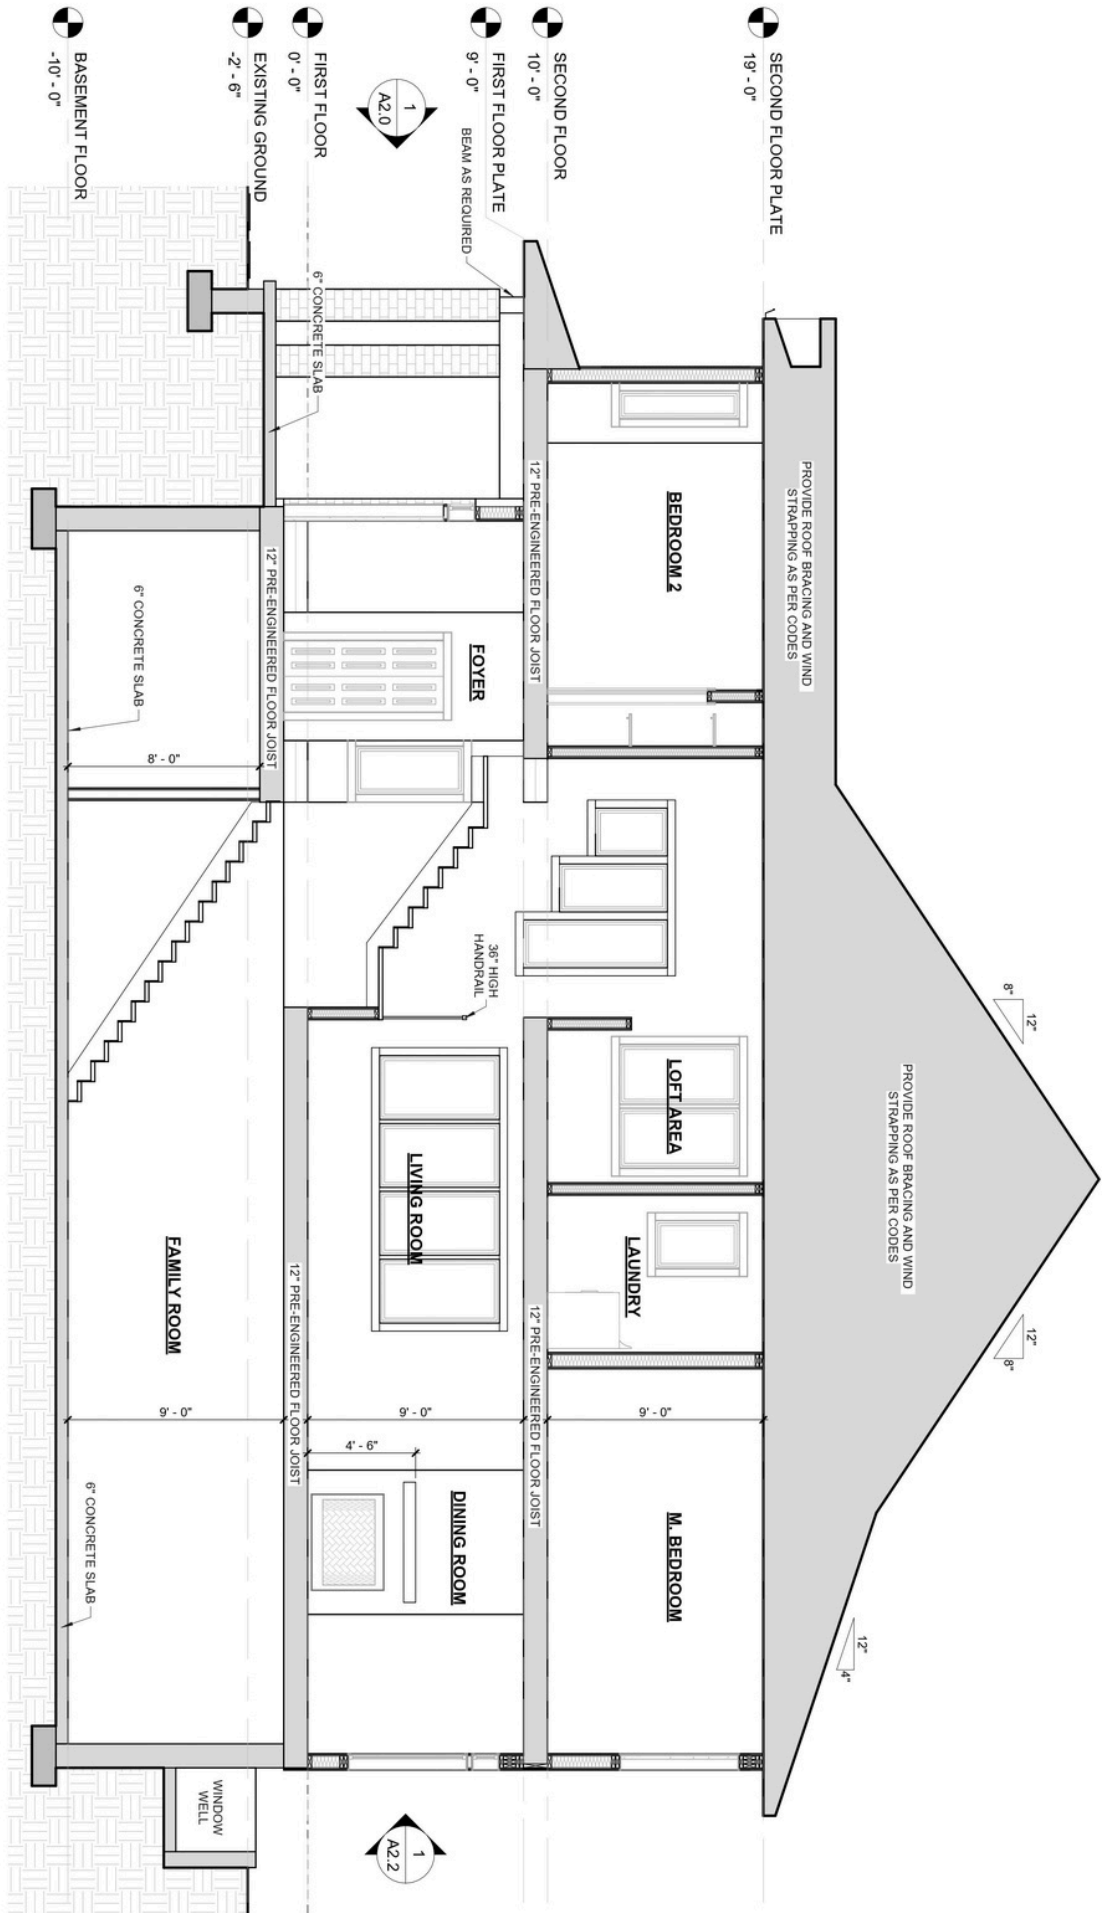 SECOND FLOOR PLATE
19' - 0"
SECOND FLOOR
10' - 0"
FIRST FLOOR PLATE
9' - 0"
FIRST FLOOR
0' - 0"
EXISTING GROUND
-2' - 6"
BASEMENT FLOOR
-10' - 0"
1
A2.0
BEAM AS REQUIRED
PROVIDE ROOF BRACING AND WIND
STRAPPING AS PER CODES
8"
12"
PROVIDE ROOF BRACING AND WIND
STRAPPING AS PER CODES
12"
8"
12"
4"
BEDROOM 2
LOFT AREA
LAUNDRY
9' - 0"
M. BEDROOM
12" PRE-ENGINEERED FLOOR JOIST
12" PRE-ENGINEERED FLOOR JOIST
FOYER
36" HIGH
HANDRAIL
LIVING ROOM
9' - 0"
4' - 6"
DINING ROOM
6" CONCRETE SLAB
12" PRE-ENGINEERED FLOOR JOIST
12" PRE-ENGINEERED FLOOR JOIST
6" CONCRETE SLAB
8' - 0"
FAMILY ROOM
9' - 0"
6" CONCRETE SLAB
WINDOW
WELL
1
A2.2